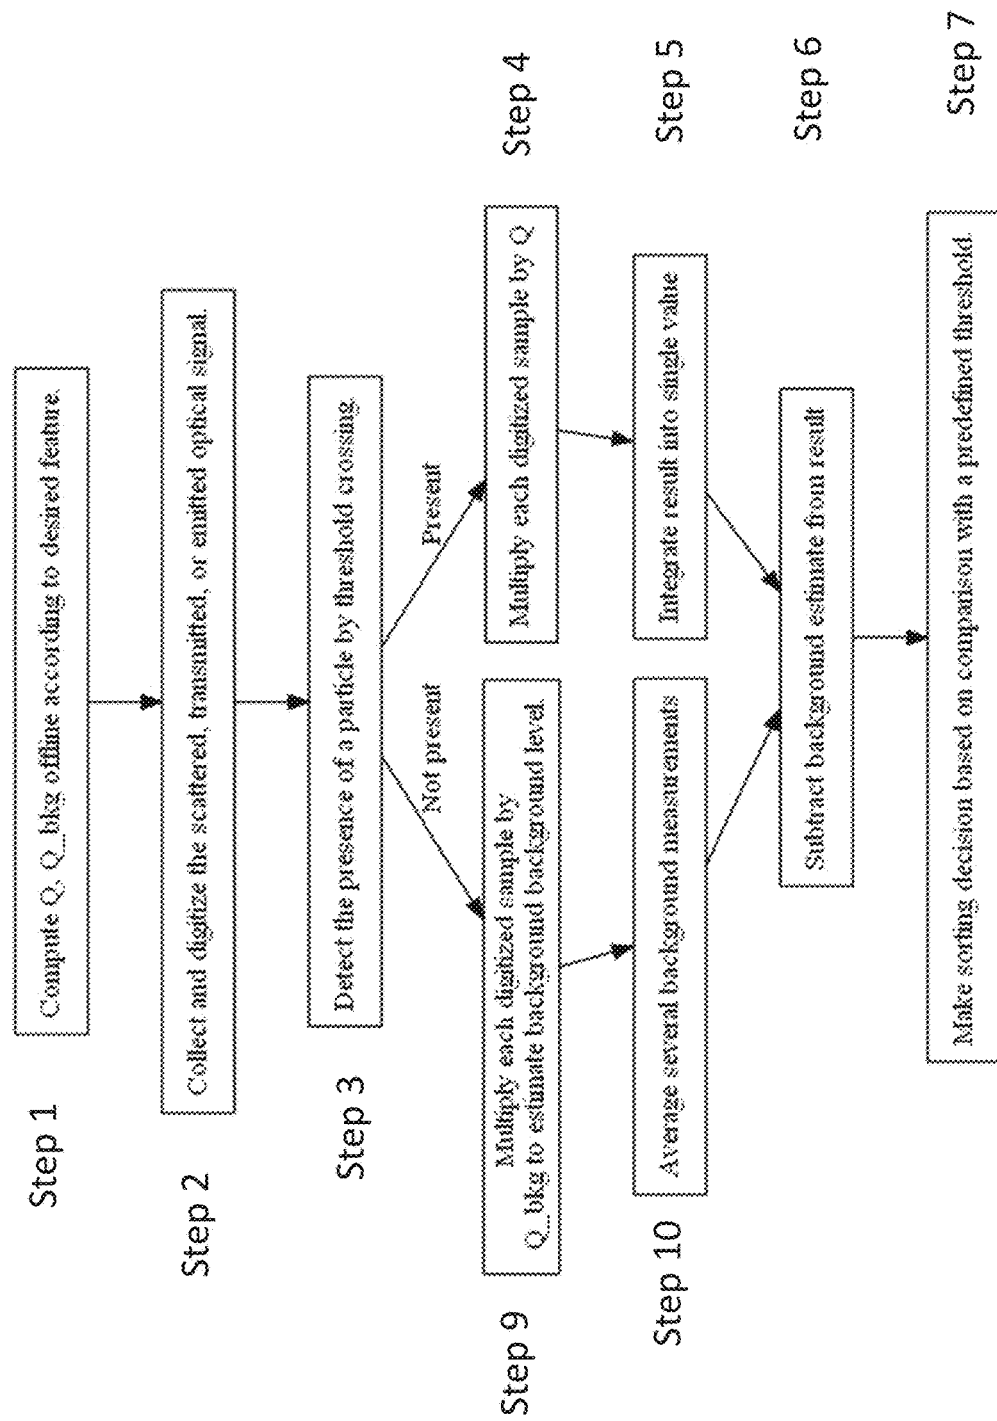 Step 1
Compute Q, Q_bkg offline according to desired feature.
Step 2
Collect and digitize the scattered, transmitted, or emitted optical signal.
Step 3
Detect the presence of a particle by threshold crossing.
Not present
Present
Step 9
Multiply each digitized sample by
Q_bkg to estimate background background level.
Multiply each digitized sample by Q
Step 4
Step 10
Average several background measurements
Integrate result into single value
Step 5
Subtract background estimate from result
Step 6
Make sorting decision based on comparison with a predefined threshold.
Step 7